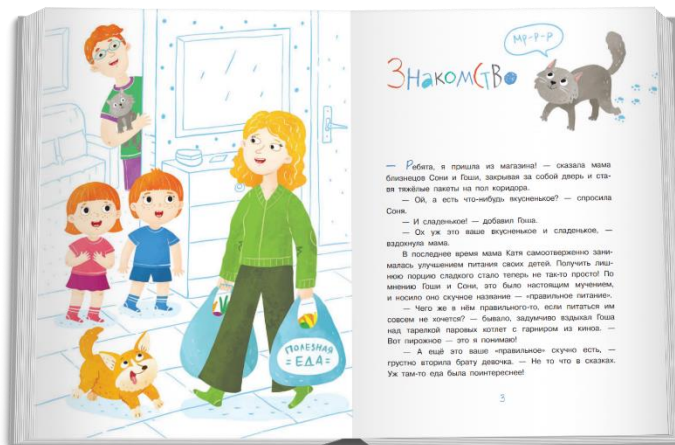 ПОЛЕЗНАЯ
= ЕДА =
Мр-р-р
Знакомство
— Ребята, я пришла из магазина! — сказала мама
близнецов Сони и Гоши, закрывая за собой дверь и ста-
вя тяжёлые пакеты на пол коридора.
— Ой, а есть что-нибудь вкусненькое? — спросила
Соня.
— И сладенькое! — добавил Гоша.
— Ох уж это ваше вкусненькое и сладенькое, —
вздохнула мама.
В последнее время мама Катя самоотверженно зани-
малась улучшением питания своих детей. Получить лиш-
нюю порцию сладкого стало теперь не так-то просто! По
мнению Гоши и Сони, это было настоящим мучением,
и носило оно скучное название — «правильное питание».
— Чего же в нём правильного-то, если питаться им
совсем не хочется? — бывало, задумчиво вздыхал Гоша
над тарелкой паровых котлет с гарниром из киноа. —
Вот пирожное — это я понимаю!
— А ещё это ваше «правильное» скучно есть, —
грустно вторила брату девочка. — Не то что в сказках.
Уж там-то еда была поинтереснее!
3